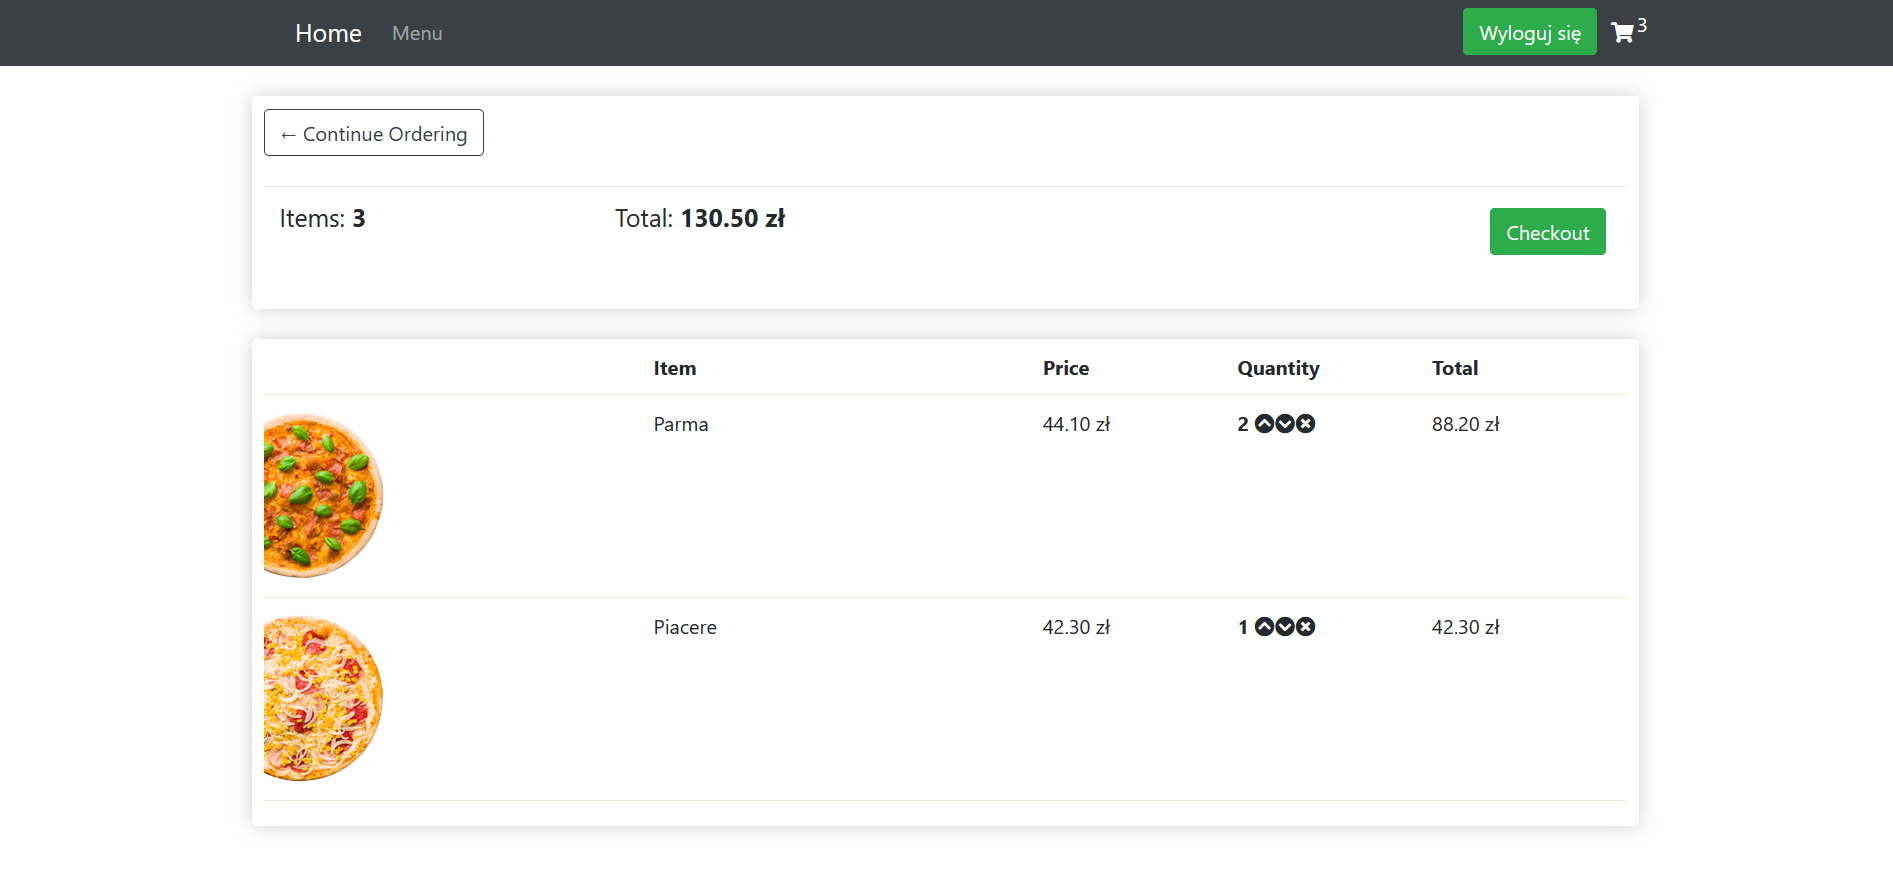 Home Menu Wyloguj się 3
← Continue Ordering
Items: 3 Total: 130.50 zł Checkout
Item Price Quantity Total
Parma 44.10 zł 2 88.20 zł
Piacere 42.30 zł 1 42.30 zł